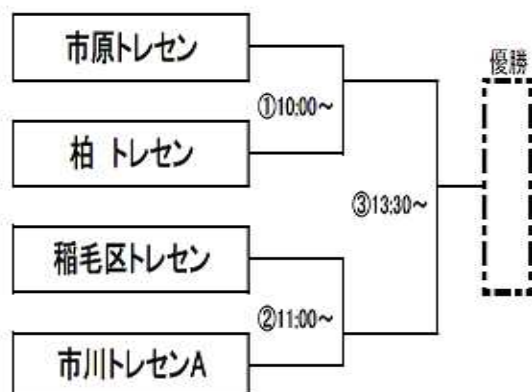 市原トレセン
優勝
①10:00～
柏 トレセン
③13:30～
稲毛区トレセン
②11:00～
市川トレセンA